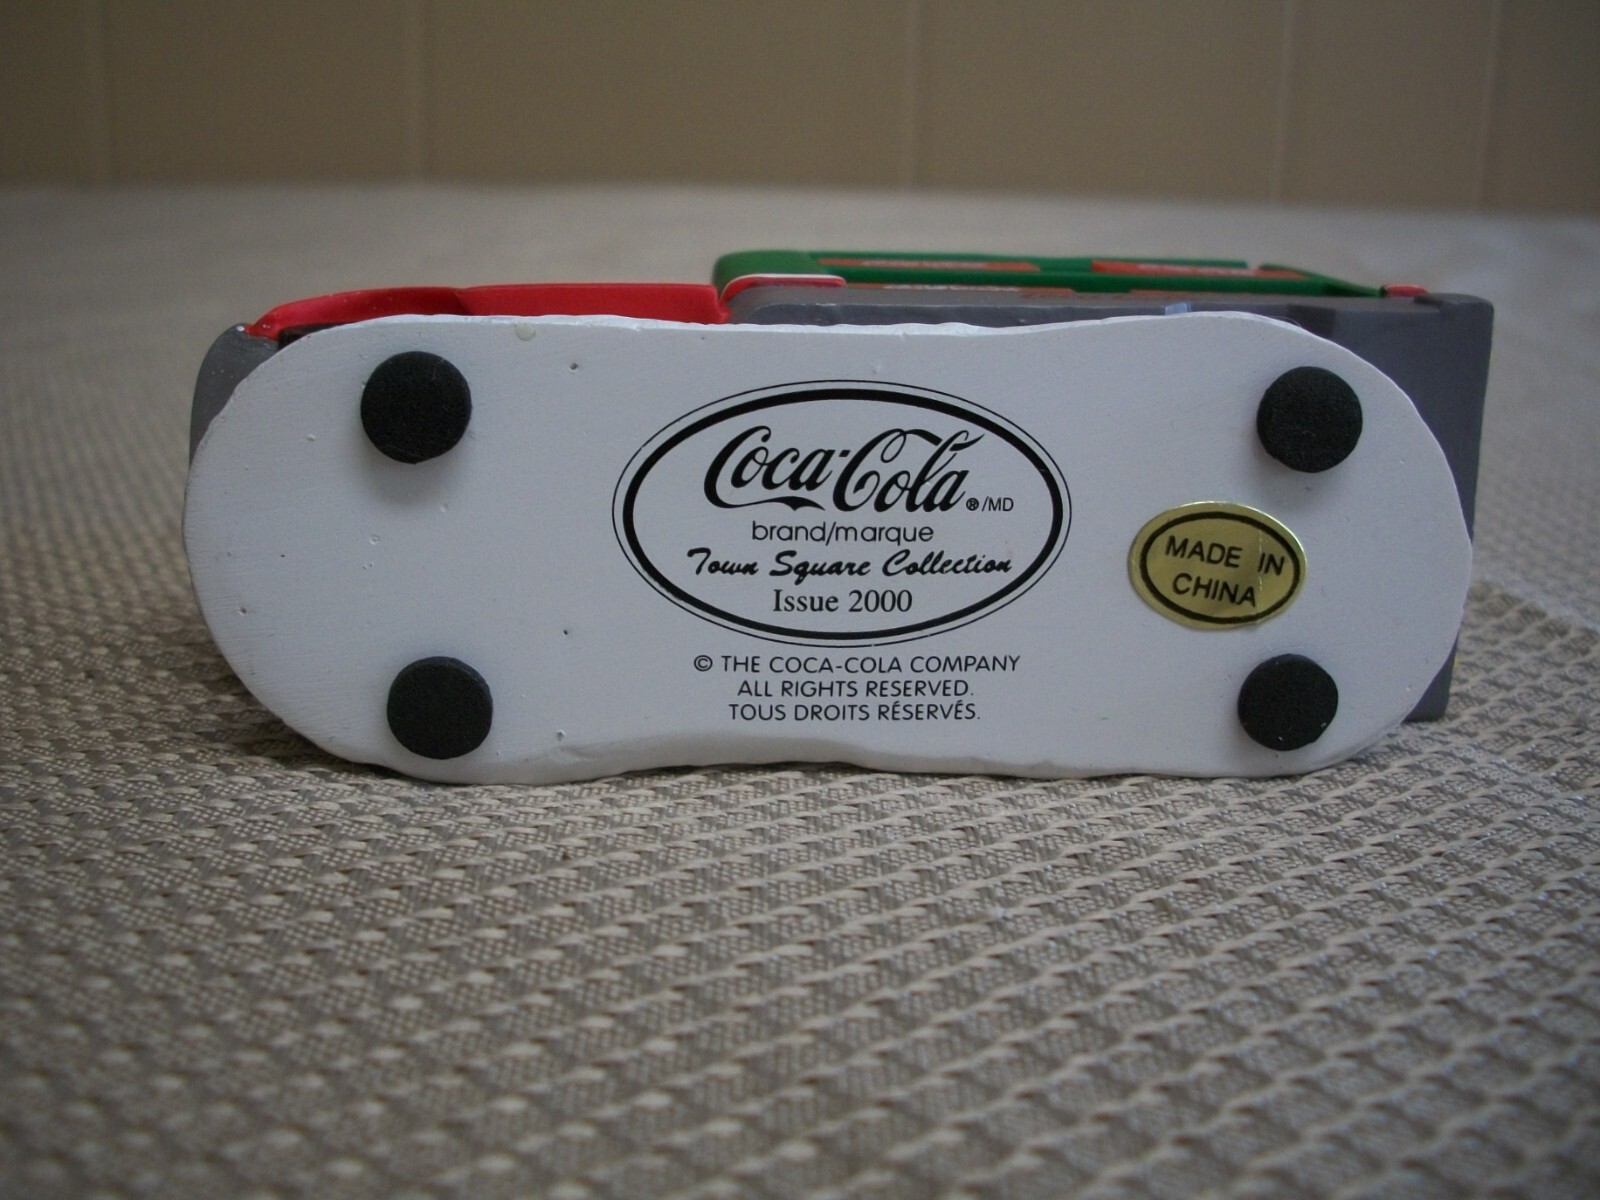 Coca-Cola ®/MD
brand/marque
Town Square Collection
Issue 2000
© THE COCA-COLA COMPANY
ALL RIGHTS RESERVED.
TOUS DROITS RÉSERVÉS.
MADE IN
CHINA